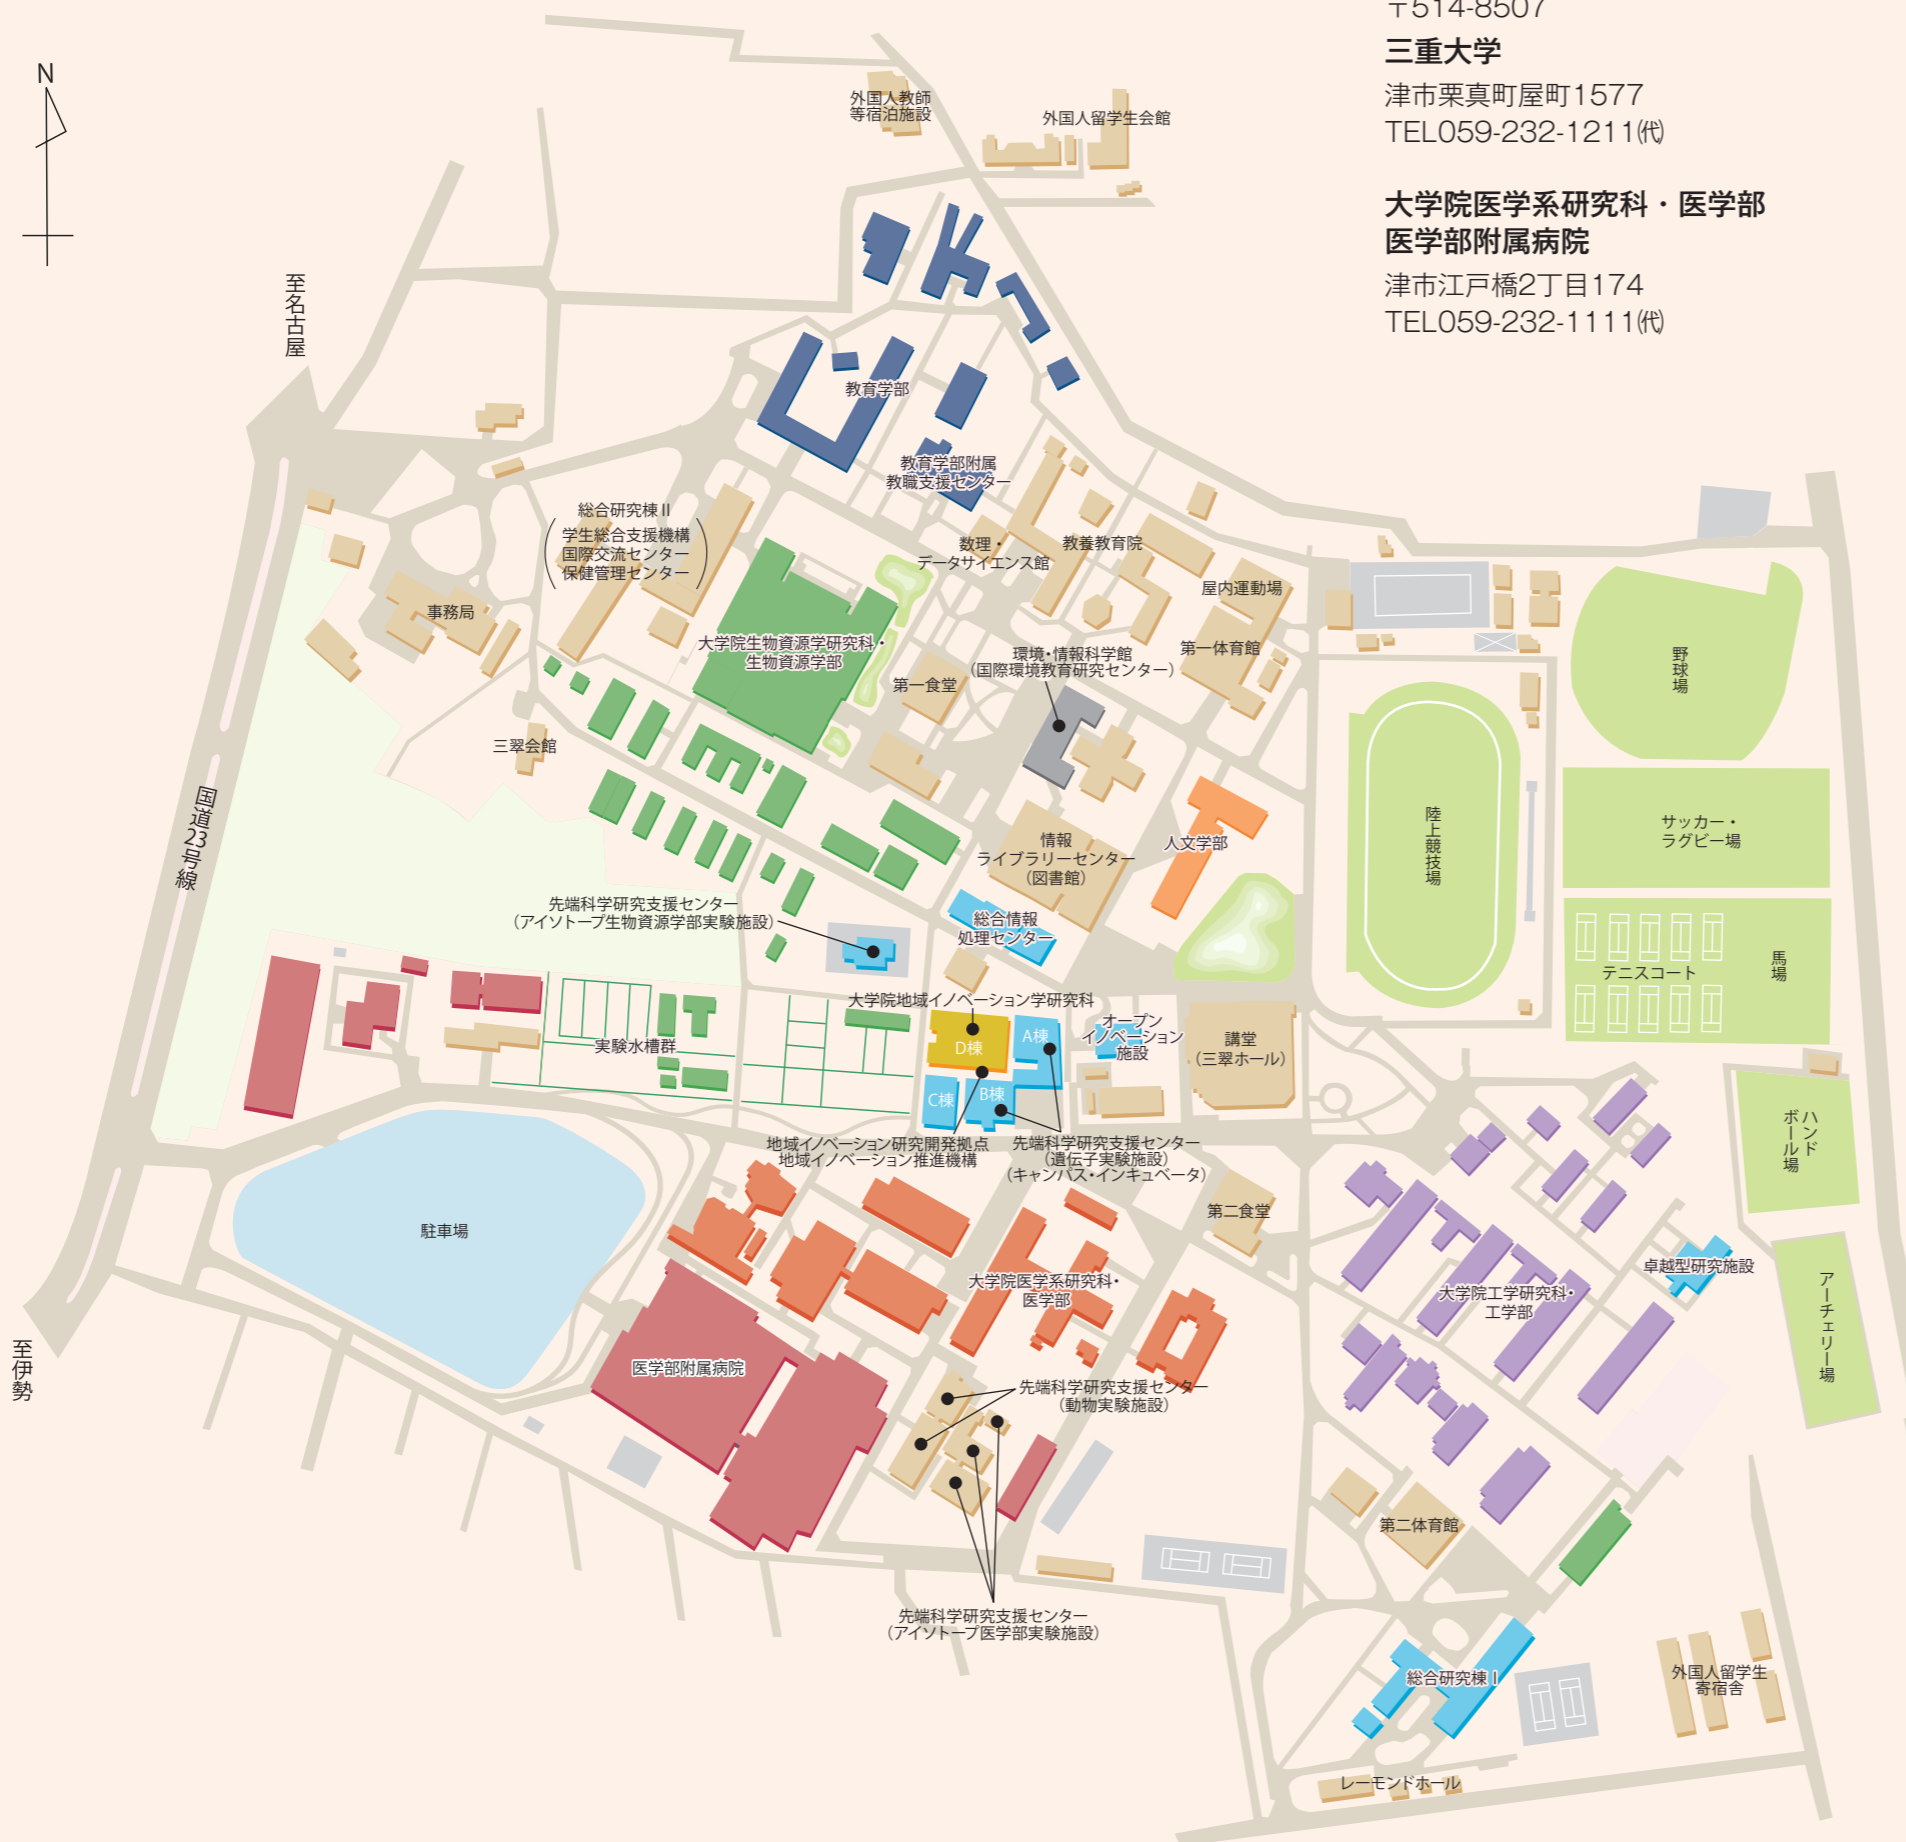 〒514-8507
三重大学
津市栗真町屋町1577
TEL059-232-1211㈹
大学院医学系研究科・医学部
医学部附属病院
津市江戸橋2丁目174
TEL059-232-1111㈹
N
外国人教師
等宿泊施設
外国人留学生会館
至名古屋
教育学部
教育学部附属
教職支援センター
総合研究棟Ⅱ
学生総合支援機構
国際交流センター
保健管理センター
数理・
データサイエンス館
教養教育院
屋内運動場
事務局
大学院生物資源学研究科・
生物資源学部
環境・情報科学館
（国際環境教育研究センター）
第一体育館
第一食堂
野球場
三翠会館
国道23号線
情報
ライブラリーセンター
（図書館）
人文学部
陸上競技場
サッカー・
ラグビー場
先端科学研究支援センター
（アイソトープ生物資源学部実験施設）
総合情報
処理センター
テニスコート
馬場
大学院地域イノベーション学研究科
D棟
A棟
C棟
B棟
オープン
イノベーション
施設
講堂
（三翠ホール）
実験水槽群
地域イノベーション研究開発拠点
地域イノベーション推進機構
先端科学研究支援センター
（遺伝子実験施設）
（キャンパス・インキュベータ）
ハンド
ボール場
駐車場
第二食堂
大学院医学系研究科・
医学部
大学院工学研究科・
工学部
卓越型研究施設
アーチェリー場
至伊勢
医学部附属病院
先端科学研究支援センター
（動物実験施設）
第二体育館
先端科学研究支援センター
（アイソトープ医学部実験施設）
総合研究棟Ⅰ
外国人留学生
寄宿舎
レーモンドホール